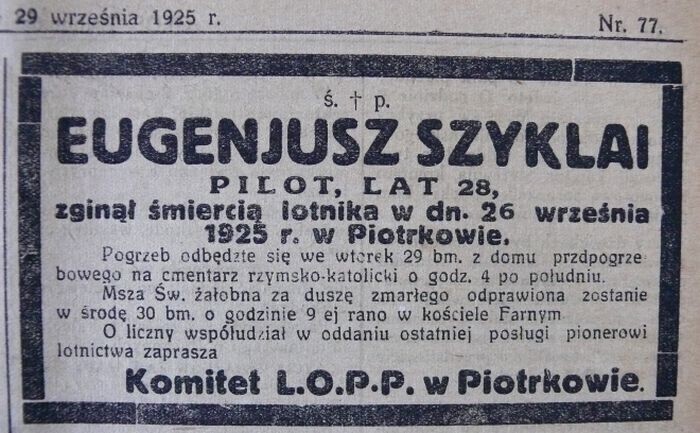 29 września 1925 r.
Nr. 77.
ś. † p.
EUGENJUSZ SZYKLAI
PILOT, LAT 28,
zginął śmiercią lotnika w dn. 26 września
1925 r. w Piotrkowie.
Pogrzeb odbędzte się we wtcrek 29 bm. z domu przdpogrze-
bowego na cmentarz rzymsko-katolicki o godz. 4 po południu.
Msza Św. żałobna za duszę zmarłego odprawiona zostanie
w środę 30 bm. o godzinie 9 ej rano w kościele Farnym
O liczny współudział w oddaniu ostatniej posługi pionerowi
lotnictwa zaprasza
Komitet L.O.P.P. w Piotrkowie.